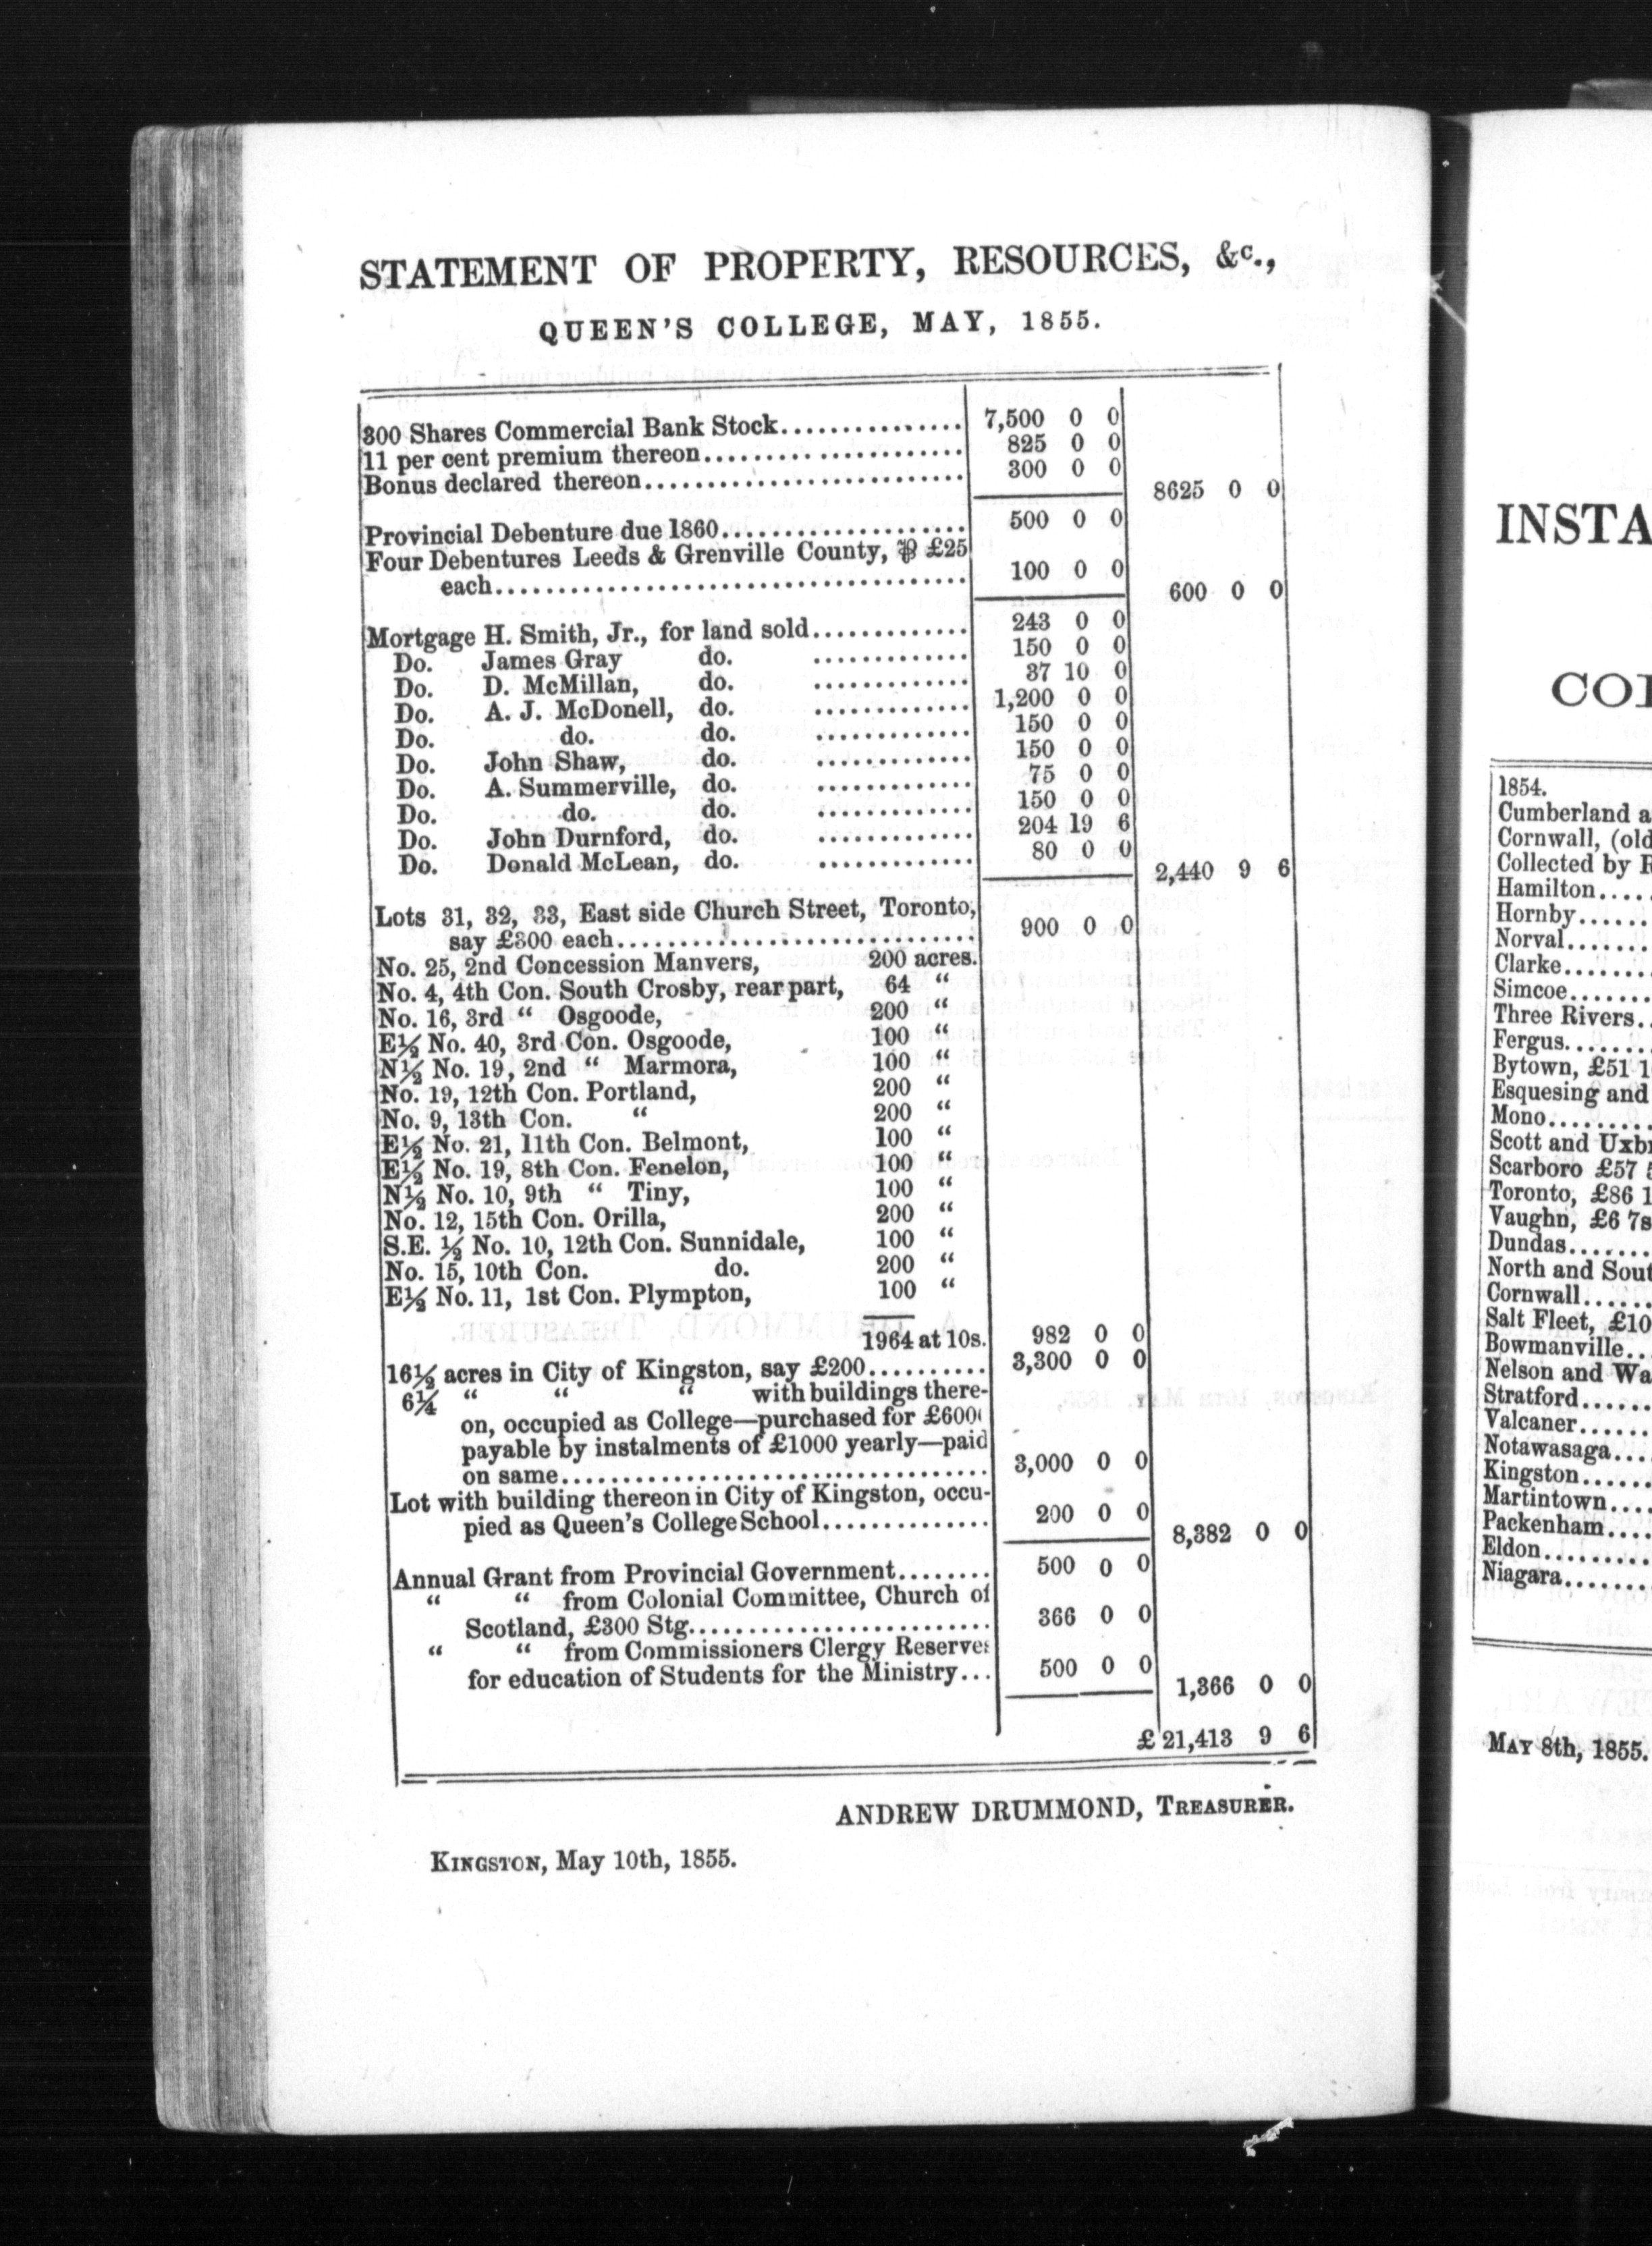 STATEMENT OF PROPERTY, RESOURCES, &c.,
QUEEN'S COLLEGE, MAY, 1855.
300 Shares Commercial Bank Stock............... 7,500 0 0
11 per cent premium thereon..................... 825 0 0
Bonus declared thereon.......................... 300 0 0
8625 0 0
Provincial Debenture due 1860.................... 500 0 0
Four Debentures Leeds & Grenville County, ⅌ £25
each....................................... 100 0 0
600 0 0
Mortgage H. Smith, Jr., for land sold............. 243 0 0
Do. James Gray do. ............. 150 0 0
Do. D. McMillan, do. ............. 37 10 0
Do. A. J. McDonell, do. ............. 1,200 0 0
Do. do. do. ............. 150 0 0
Do. John Shaw, do. ............. 150 0 0
Do. A. Summerville, do. ............. 75 0 0
Do. do. do. ............. 150 0 0
Do. John Durnford, do. ............. 204 19 6
Do. Donald McLean, do. ............. 80 0 0
2,440 9 6
Lots 31, 32, 33, East side Church Street, Toronto,
say £300 each.............................. 900 0 0
No. 25, 2nd Concession Manvers, 200 acres.
No. 4, 4th Con. South Crosby, rear part, 64 “
No. 16, 3rd “ Osgoode, 200 “
E½ No. 40, 3rd Con. Osgoode, 100 “
N½ No. 19, 2nd “ Marmora, 100 “
No. 19, 12th Con. Portland, 200 “
No. 9, 13th Con. “ 200 “
E½ No. 21, 11th Con. Belmont, 100 “
E½ No. 19, 8th Con. Fenelon, 100 “
N½ No. 10, 9th “ Tiny, 100 “
No. 12, 15th Con. Orilla, 200 “
S.E. ½ No. 10, 12th Con. Sunnidale, 100 “
No. 15, 10th Con. do. 200 “
E½ No. 11, 1st Con. Plympton, 100 “
1964 at 10s. 982 0 0
16½ acres in City of Kingston, say £200.......... 3,300 0 0
6¼ “ “ “ with buildings there-
on, occupied as College—purchased for £600
payable by instalments of £1000 yearly—paid
on same................................... 3,000 0 0
Lot with building thereon in City of Kingston, occu-
pied as Queen's College School.............. 200 0 0
8,382 0 0
Annual Grant from Provincial Government........ 500 0 0
“ “ from Colonial Committee, Church of
Scotland, £300 Stg......................... 366 0 0
“ “ from Commissioners Clergy Reserves
for education of Students for the Ministry... 500 0 0
1,366 0 0
£ 21,413 9 6
ANDREW DRUMMOND, TREASURER.
KINGSTON, May 10th, 1855.
INSTA
COL
1854.
Cumberland a
Cornwall, (old
Collected by R
Hamilton....
Hornby......
Norval.......
Clarke........
Simcoe.......
Three Rivers..
Fergus........
Bytown, £51 1
Esquesing and
Mono.........
Scott and Uxb
Scarboro £57 5
Toronto, £86 1
Vaughn, £6 7s
Dundas.......
North and Sout
Cornwall......
Salt Fleet, £10
Bowmanville...
Nelson and Wa
Stratford......
Valcaner......
Notawasaga....
Kingston......
Martintown....
Packenham....
Eldon.........
Niagara.......
MAY 8th, 1855.